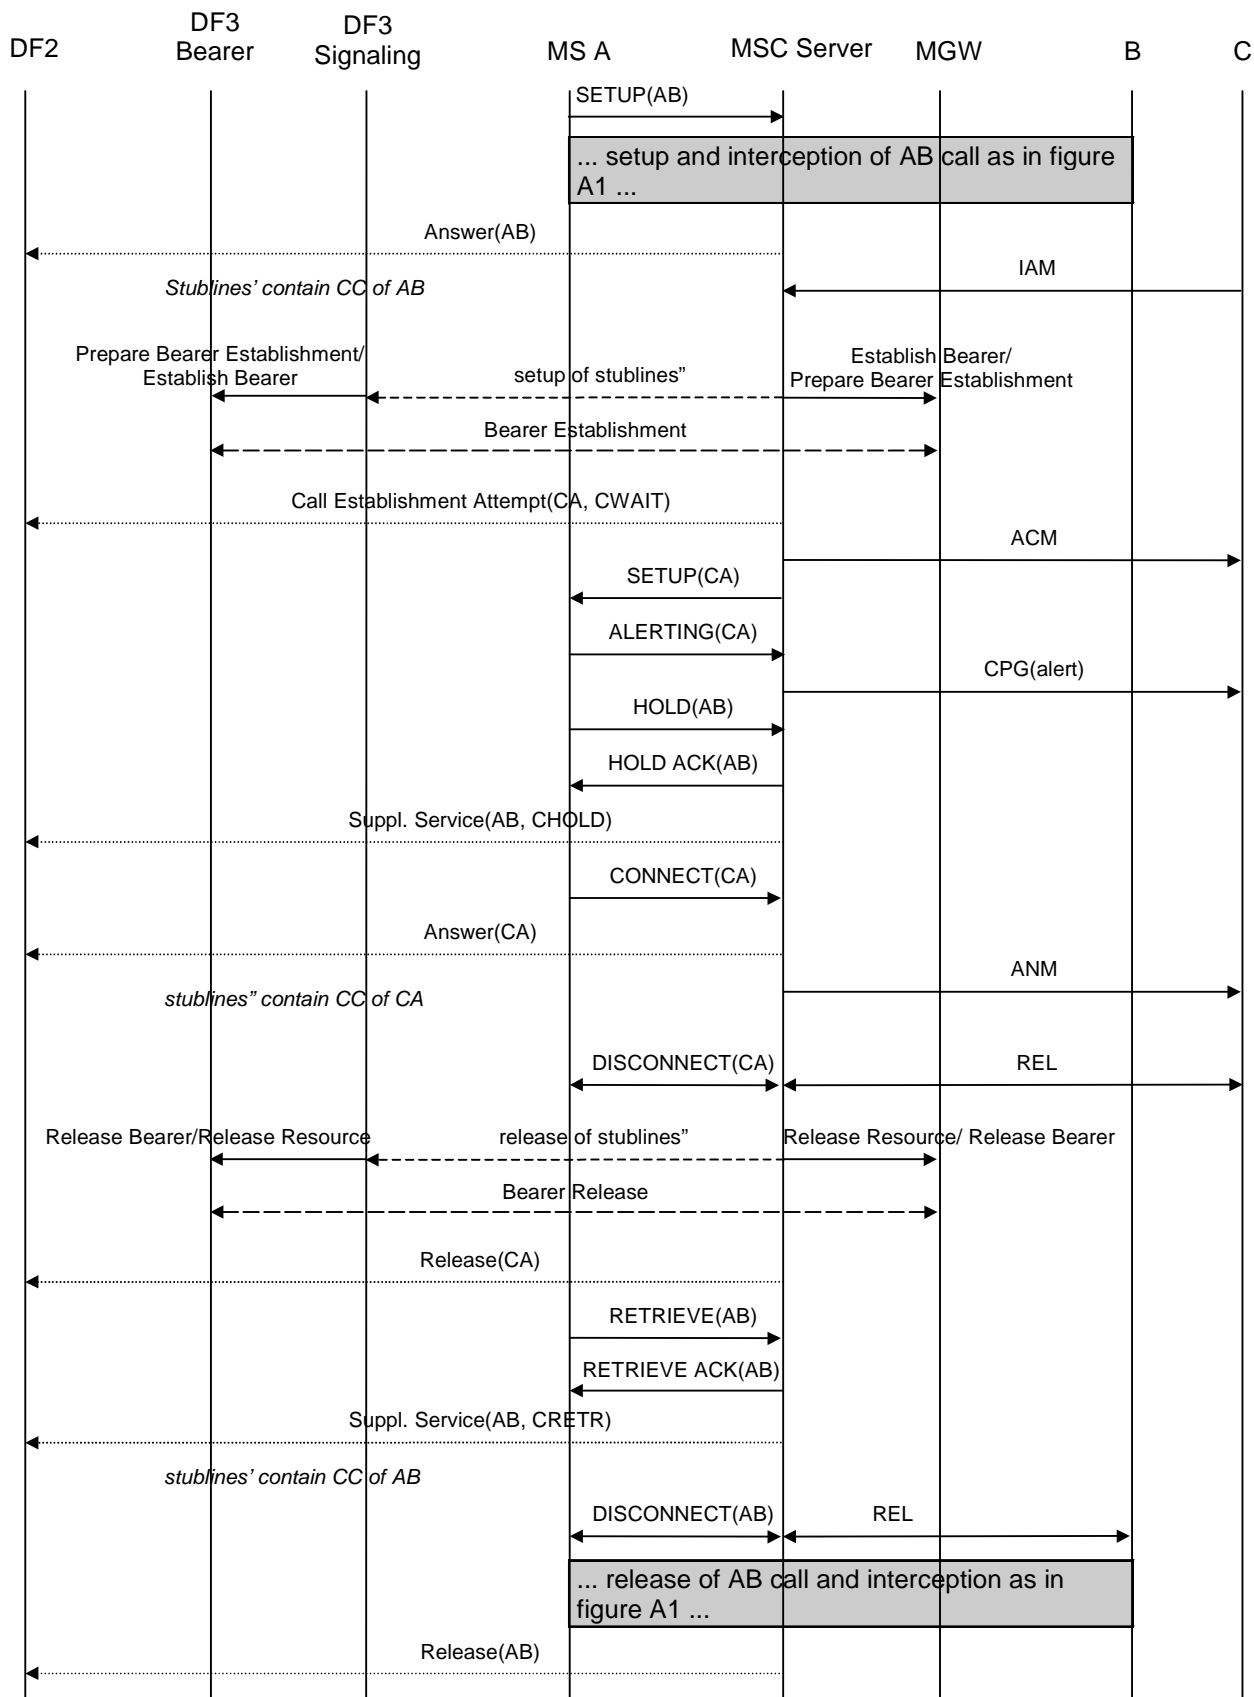 DF2
DF3
Bearer
DF3
Signaling
MS A
MSC Server
MGW
B
C
SETUP(AB)
... setup and interception of AB call as in figure
A1 ...
Answer(AB)
IAM
Stublines’ contain CC of AB
Prepare Bearer Establishment/
Establish Bearer
setup of stublines”
Establish Bearer/
Prepare Bearer Establishment
Bearer Establishment
Call Establishment Attempt(CA, CWAIT)
ACM
SETUP(CA)
ALERTING(CA)
CPG(alert)
HOLD(AB)
HOLD ACK(AB)
Suppl. Service(AB, CHOLD)
CONNECT(CA)
Answer(CA)
ANM
stublines” contain CC of CA
DISCONNECT(CA)
REL
Release Bearer/Release Resource
release of stublines”
Release Resource/ Release Bearer
Bearer Release
Release(CA)
RETRIEVE(AB)
RETRIEVE ACK(AB)
Suppl. Service(AB, CRETR)
stublines’ contain CC of AB
DISCONNECT(AB)
REL
... release of AB call and interception as in
figure A1 ...
Release(AB)